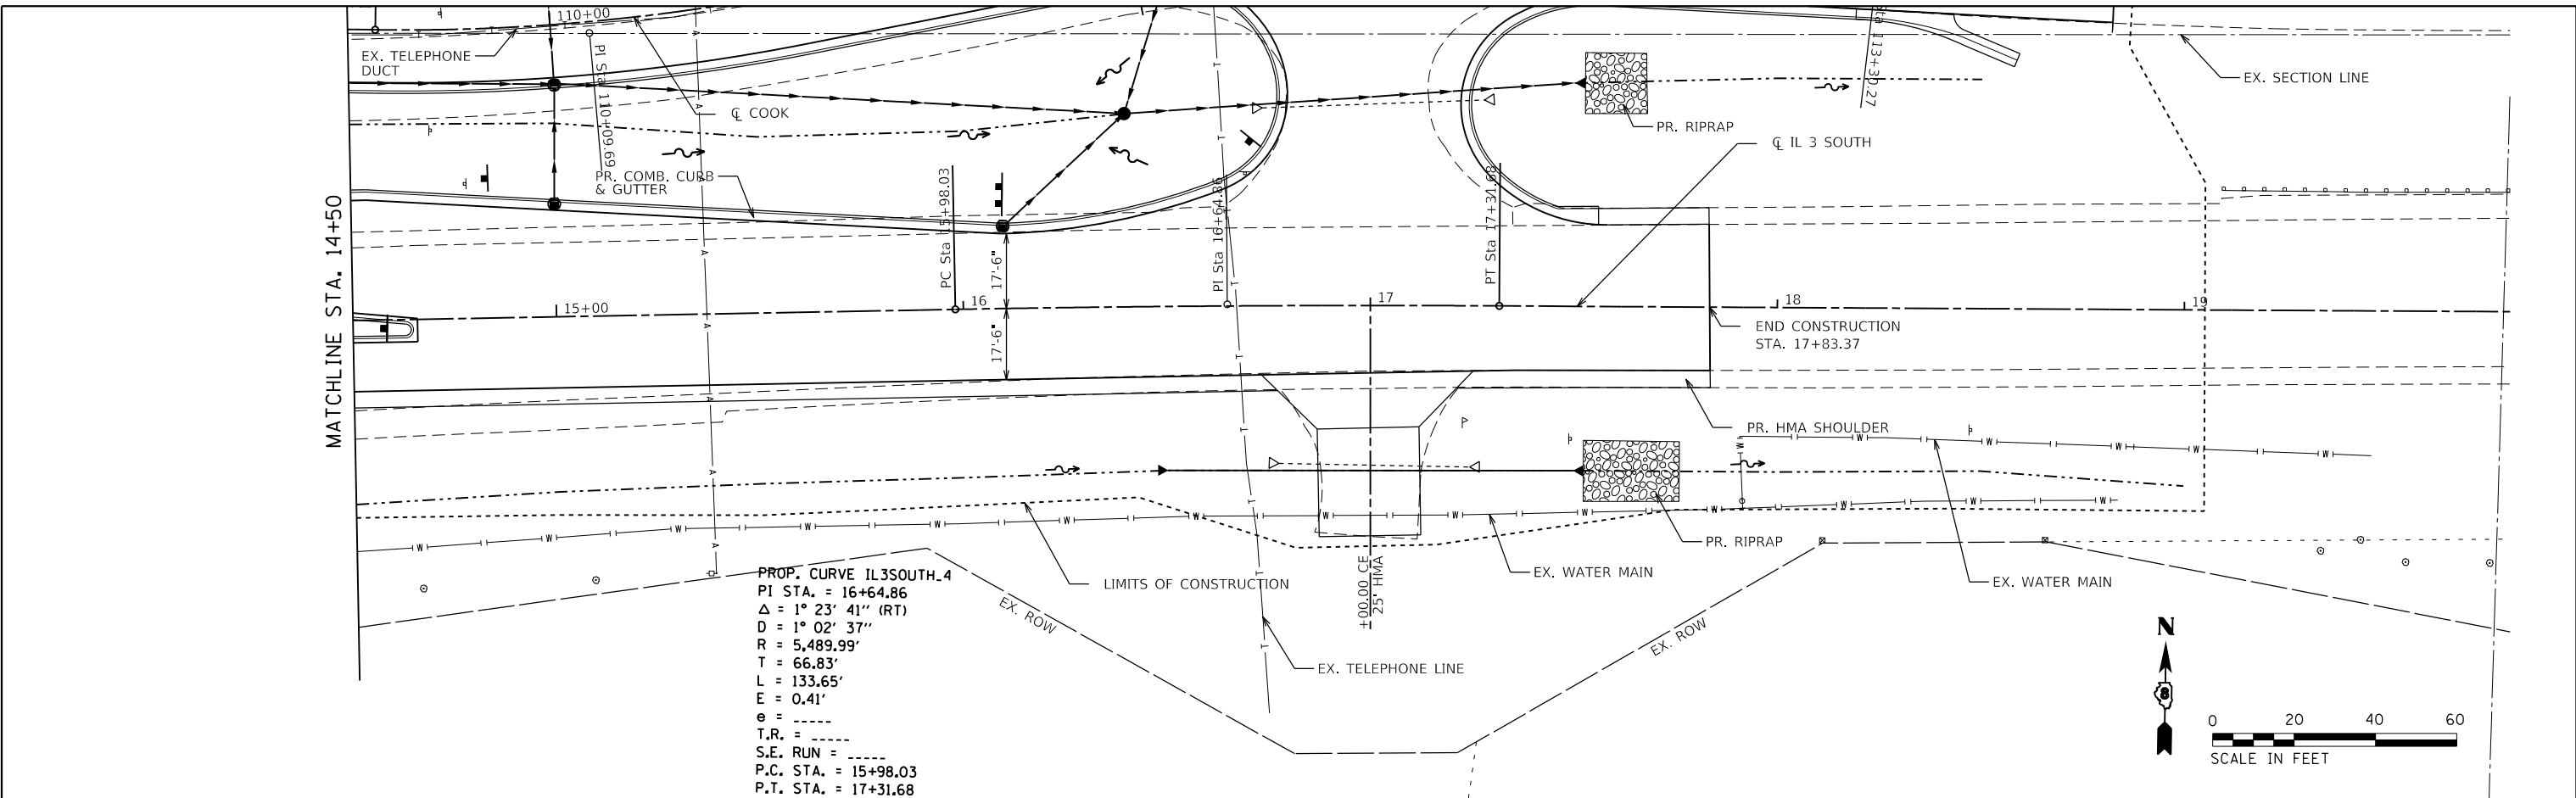 110+00
EX. TELEPHONE
DUCT
PI Sta 110+09.69
℄ COOK
PR. COMB. CURB
& GUTTER
MATCHLINE STA. 14+50
PC Sta 15+98.03
PI Sta 16+64.86
PT Sta 17+31.68
Sta 113+30.27
EX. SECTION LINE
PR. RIPRAP
℄ IL 3 SOUTH
17'-6"
17'-6"
15+00
16
17
18
19
END CONSTRUCTION
STA. 17+83.37
PR. HMA SHOULDER
PR. RIPRAP
EX. WATER MAIN
EX. WATER MAIN
LIMITS OF CONSTRUCTION
EX. ROW
EX. ROW
EX. TELEPHONE LINE
+00.00 CE
25' HMA
PROP. CURVE IL3SOUTH_4
PI STA. = 16+64.86
Δ = 1° 23' 41'' (RT)
D = 1° 02' 37''
R = 5,489.99'
T = 66.83'
L = 133.65'
E = 0.41'
e = -----
T.R. = -----
S.E. RUN = -----
P.C. STA. = 15+98.03
P.T. STA. = 17+31.68
N
8
0 20 40 60
SCALE IN FEET